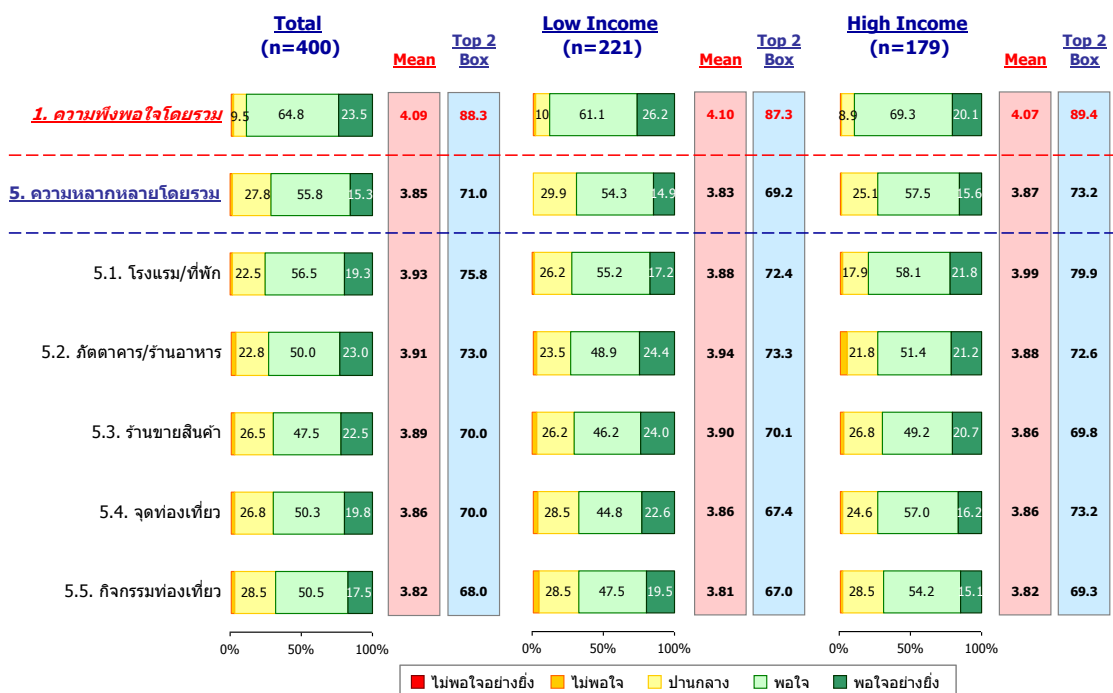 Total
(n=400)
Mean
Top 2
Box
Low Income
(n=221)
Mean
Top 2
Box
High Income
(n=179)
Mean
Top 2
Box
1. ความพึงพอใจโดยรวม 9.5 64.8 23.5 4.09 88.3 10 61.1 26.2 4.10 87.3 8.9 69.3 20.1 4.07 89.4
5. ความหลากหลายโดยรวม 27.8 55.8 15.3 3.85 71.0 29.9 54.3 14.9 3.83 69.2 25.1 57.5 15.6 3.87 73.2
5.1. โรงแรม/ที่พัก 22.5 56.5 19.3 3.93 75.8 26.2 55.2 17.2 3.88 72.4 17.9 58.1 21.8 3.99 79.9
5.2. ภัตตาคาร/ร้านอาหาร 22.8 50.0 23.0 3.91 73.0 23.5 48.9 24.4 3.94 73.3 21.8 51.4 21.2 3.88 72.6
5.3. ร้านขายสินค้า 26.5 47.5 22.5 3.89 70.0 26.2 46.2 24.0 3.90 70.1 26.8 49.2 20.7 3.86 69.8
5.4. จุดท่องเที่ยว 26.8 50.3 19.8 3.86 70.0 28.5 44.8 22.6 3.86 67.4 24.6 57.0 16.2 3.86 73.2
5.5. กิจกรรมท่องเที่ยว 28.5 50.5 17.5 3.82 68.0 28.5 47.5 19.5 3.81 67.0 28.5 54.2 15.1 3.82 69.3
0% 50% 100% 0% 50% 100% 0% 50% 100%
ไม่พอใจอย่างยิ่ง ไม่พอใจ ปานกลาง พอใจ พอใจอย่างยิ่ง